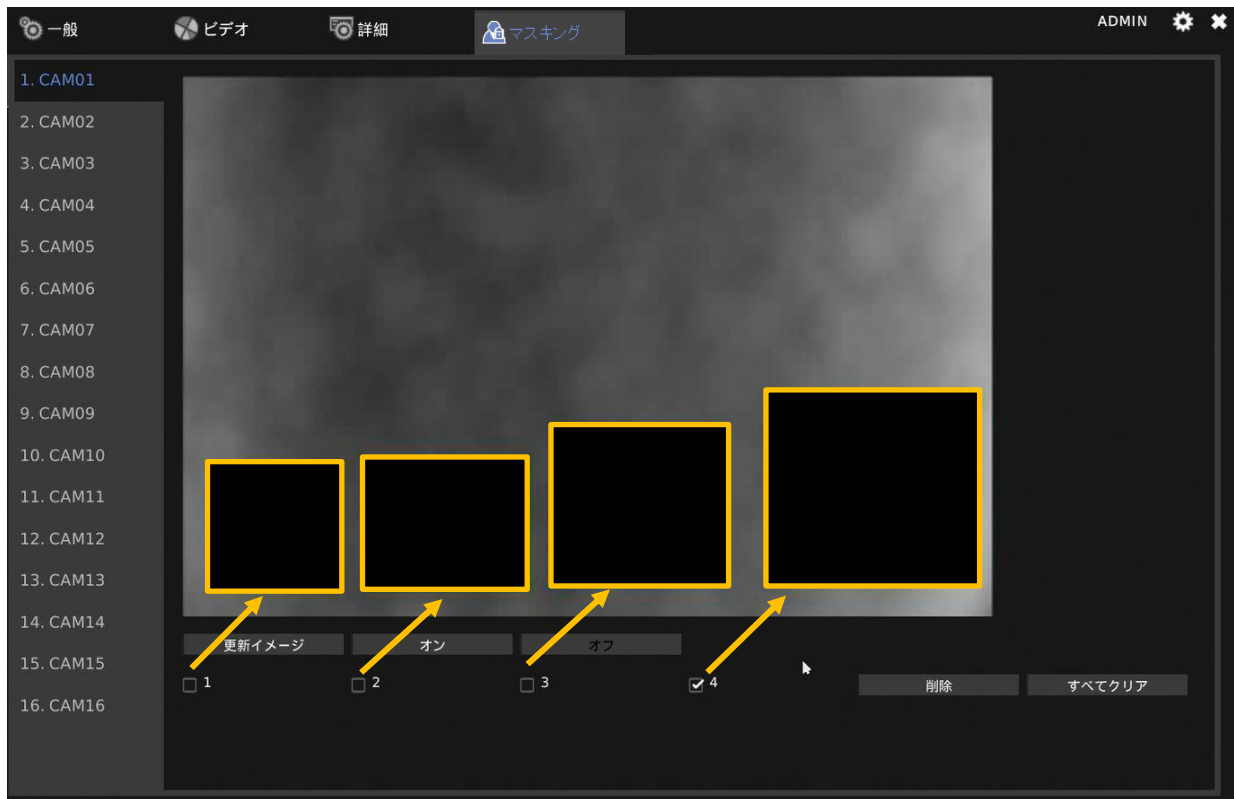 一般 ビデオ 詳細 マスキング ADMIN
1. CAM01
2. CAM02
3. CAM03
4. CAM04
5. CAM05
6. CAM06
7. CAM07
8. CAM08
9. CAM09
10. CAM10
11. CAM11
12. CAM12
13. CAM13
14. CAM14
15. CAM15
16. CAM16
更新イメージ オン オフ
1 2 3 4 削除 すべてクリア